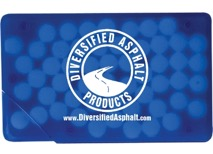 DIVERSIFIED ASPHALT
PRODUCTS
www.DiversifiedAsphalt.com